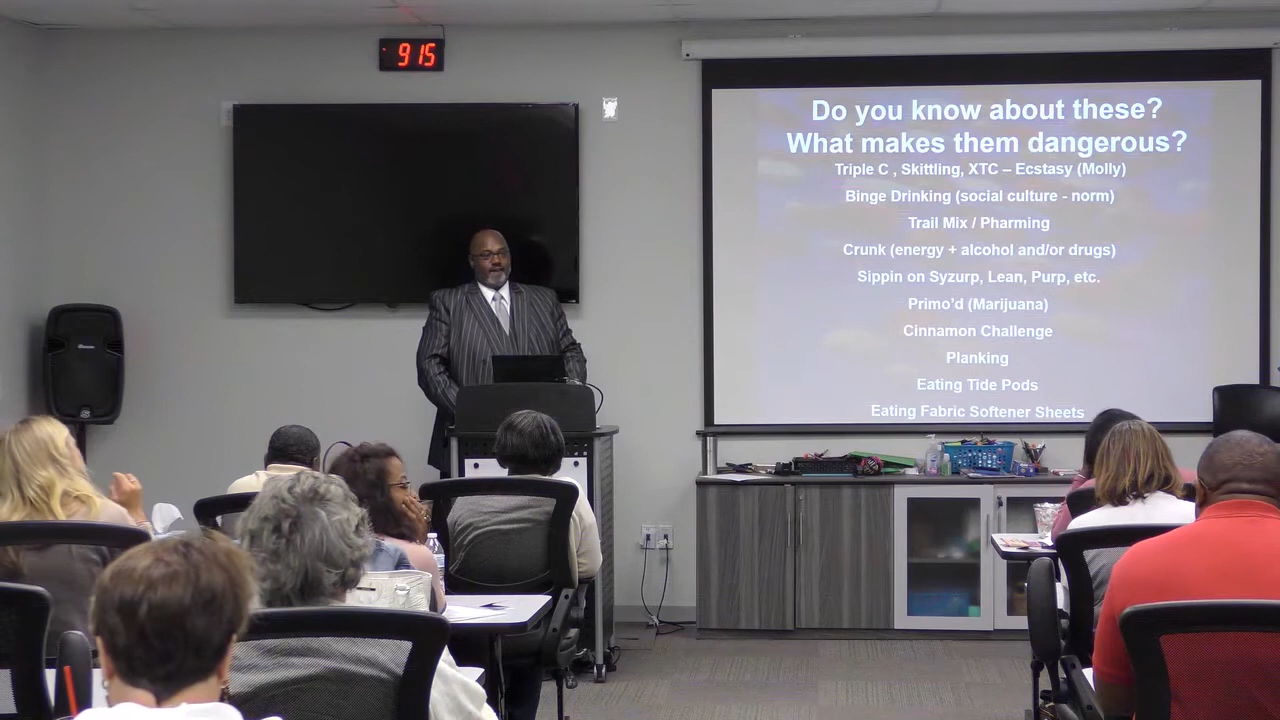 915
Do you know about these?
What makes them dangerous?
Triple C , Skittling, XTC – Ecstasy (Molly)
Binge Drinking (social culture - norm)
Trail Mix / Pharming
Crunk (energy + alcohol and/or drugs)
Sippin on Syzurp, Lean, Purp, etc.
Primo’d (Marijuana)
Cinnamon Challenge
Planking
Eating Tide Pods
Eating Fabric Softener Sheets